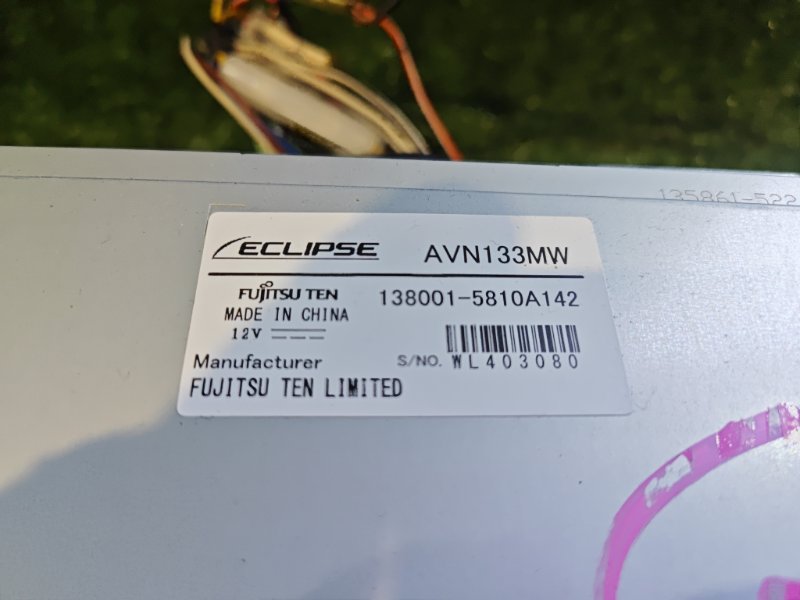 135861-522
ECLIPSE AVN133MW
FUJITSU TEN 138001-5810A142
MADE IN CHINA
12V
Manufacturer S/NO. WL403080
FUJITSU TEN LIMITED